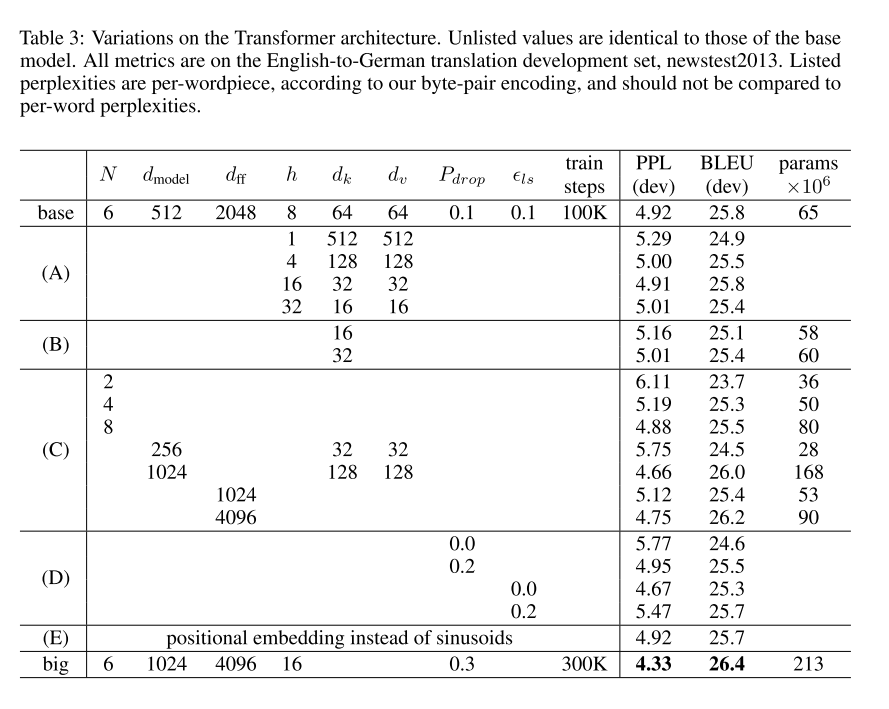 Table 3: Variations on the Transformer architecture. Unlisted values are identical to those of the base
model. All metrics are on the English-to-German translation development set, newstest2013. Listed
perplexities are per-wordpiece, according to our byte-pair encoding, and should not be compared to
per-word perplexities.
N d_model d_ff h d_k d_v P_drop ϵ_ls train steps PPL (dev) BLEU (dev) params ×10^6
base 6 512 2048 8 64 64 0.1 0.1 100K 4.92 25.8 65
(A) 1 512 512 5.29 24.9
4 128 128 5.00 25.5
16 32 32 4.91 25.8
32 16 16 5.01 25.4
(B) 16 5.16 25.1 58
32 5.01 25.4 60
(C) 2 6.11 23.7 36
4 5.19 25.3 50
8 4.88 25.5 80
256 32 32 5.75 24.5 28
1024 128 128 4.66 26.0 168
1024 5.12 25.4 53
4096 4.75 26.2 90
(D) 0.0 5.77 24.6
0.2 4.95 25.5
0.0 4.67 25.3
0.2 5.47 25.7
(E) positional embedding instead of sinusoids 4.92 25.7
big 6 1024 4096 16 0.3 300K 4.33 26.4 213